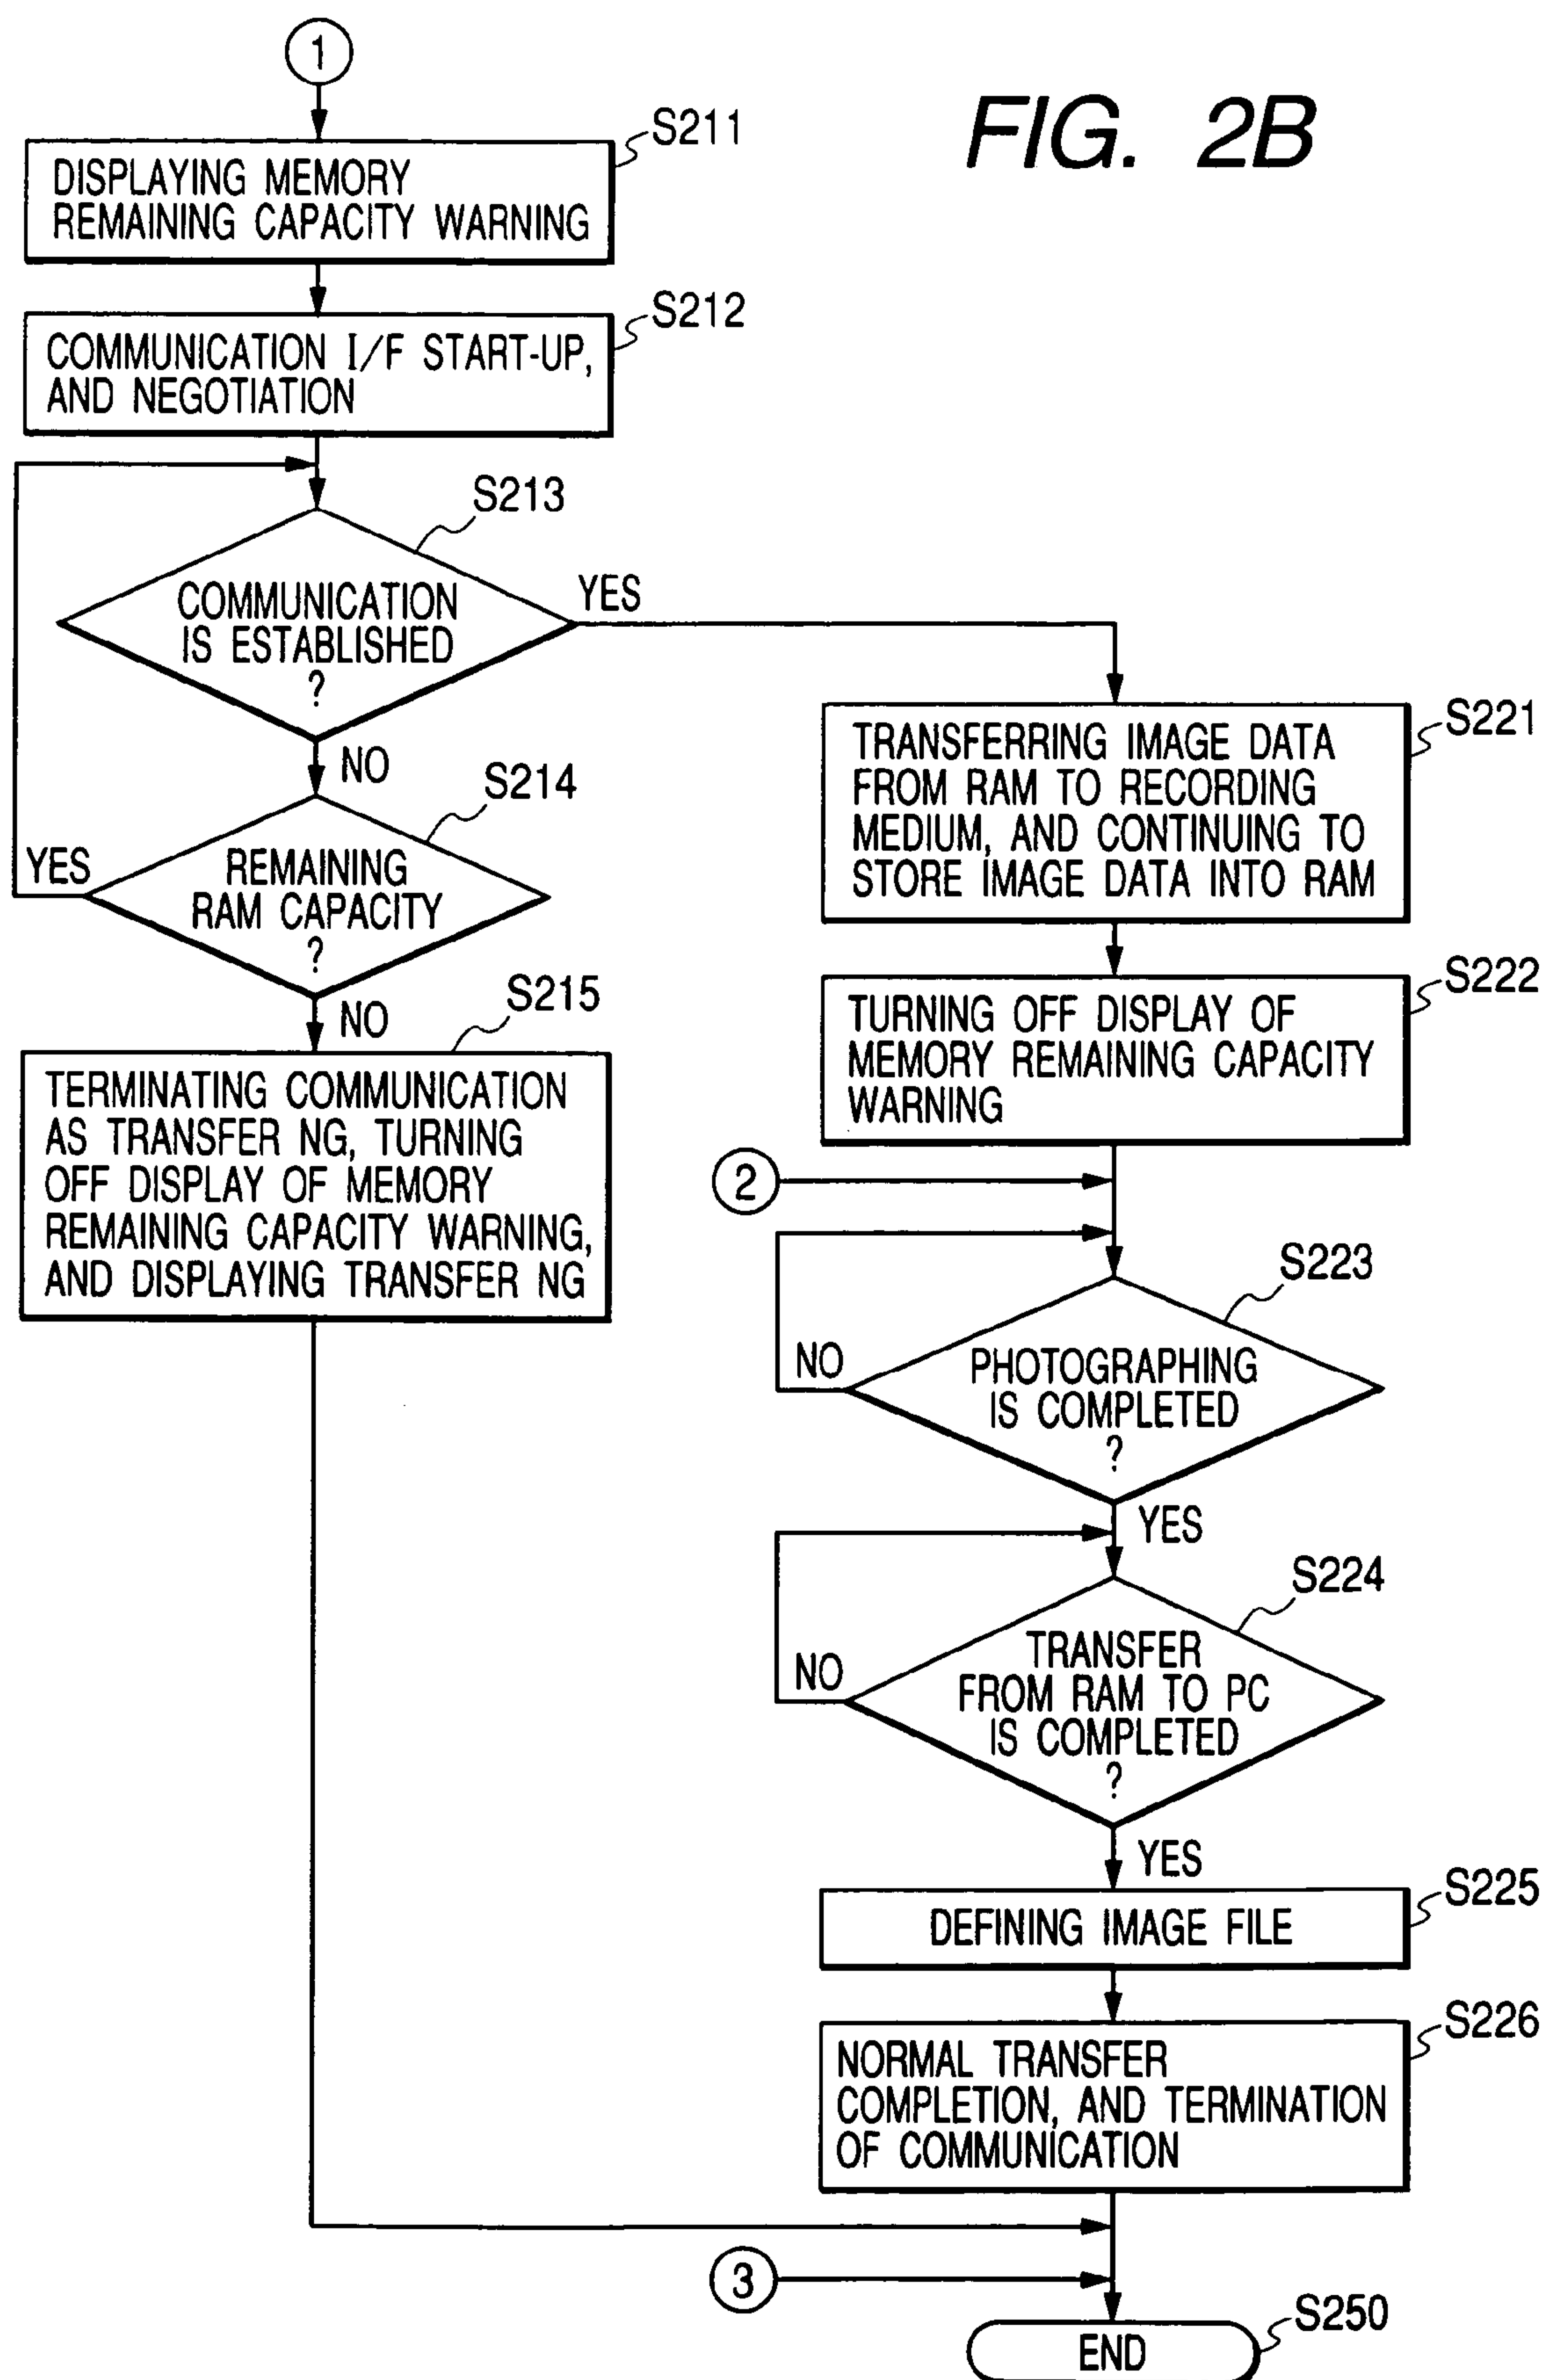 1
FIG. 2B
S211
DISPLAYING MEMORY
REMAINING CAPACITY WARNING
S212
COMMUNICATION I/F START-UP,
AND NEGOTIATION
S213
COMMUNICATION
IS ESTABLISHED
?
YES
NO
S214
REMAINING
RAM CAPACITY
?
YES
NO
S215
TERMINATING COMMUNICATION
AS TRANSFER NG, TURNING
OFF DISPLAY OF MEMORY
REMAINING CAPACITY WARNING,
AND DISPLAYING TRANSFER NG
S221
TRANSFERRING IMAGE DATA
FROM RAM TO RECORDING
MEDIUM, AND CONTINUING TO
STORE IMAGE DATA INTO RAM
S222
TURNING OFF DISPLAY OF
MEMORY REMAINING CAPACITY
WARNING
2
S223
PHOTOGRAPHING
IS COMPLETED
?
NO
YES
S224
TRANSFER
FROM RAM TO PC
IS COMPLETED
?
NO
YES
S225
DEFINING IMAGE FILE
S226
NORMAL TRANSFER
COMPLETION, AND TERMINATION
OF COMMUNICATION
3
S250
END